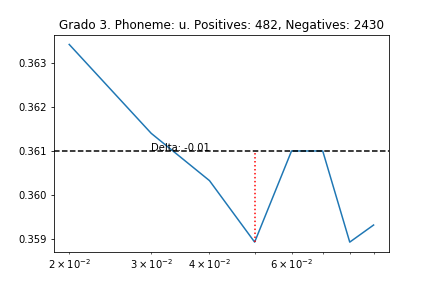 Grado 3. Phoneme: u. Positives: 482, Negatives: 2430
0.363
0.362
0.361
0.360
0.359
Delta: -0.01
2 × 10⁻² 3 × 10⁻² 4 × 10⁻² 6 × 10⁻²